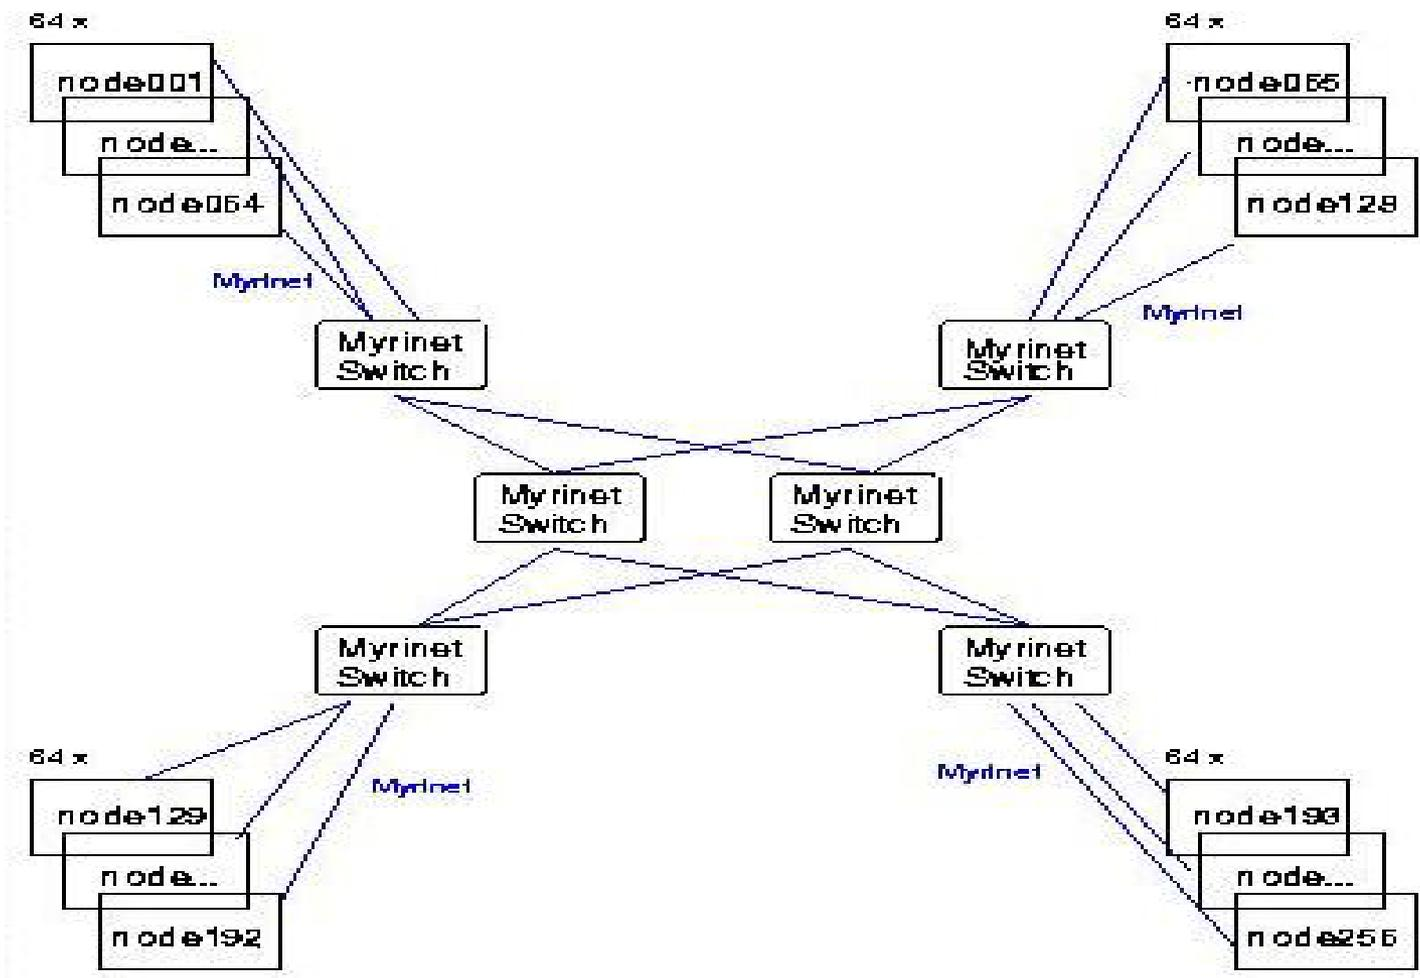 64 x
64 x
node001
node065
node...
node...
node064
node128
Myrinet
Myrinet
Myrinet
Switch
Myrinet
Switch
Myrinet
Switch
Myrinet
Switch
Myrinet
Switch
Myrinet
Switch
64 x
64 x
Myrinet
Myrinet
node129
node193
node...
node...
node192
node256